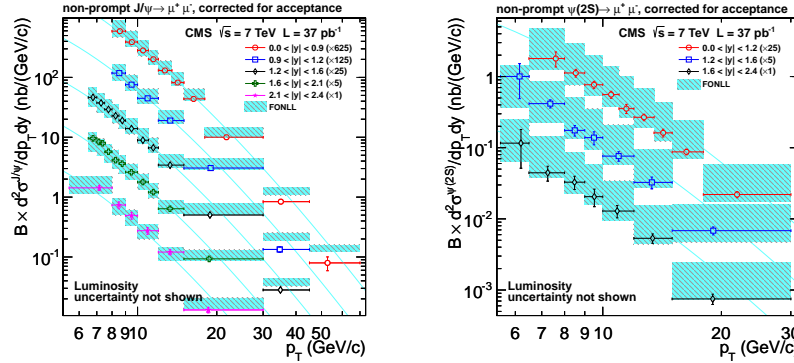 non-prompt J/ψ→ μ⁺ μ⁻, corrected for acceptance
CMS √s = 7 TeV L = 37 pb⁻¹
0.0 < |y| < 0.9 (×625)
0.9 < |y| < 1.2 (×125)
1.2 < |y| < 1.6 (×25)
1.6 < |y| < 2.1 (×5)
2.1 < |y| < 2.4 (×1)
FONLL
B × d²σ^J/ψ/dp_T dy (nb/(GeV/c))
10²
10
1
10⁻¹
Luminosity
uncertainty not shown
6 7 8 9 10 20 30 40 50
p_T (GeV/c)
non-prompt ψ(2S)→ μ⁺ μ⁻, corrected for acceptance
CMS √s = 7 TeV L = 37 pb⁻¹
0.0 < |y| < 1.2 (×25)
1.2 < |y| < 1.6 (×5)
1.6 < |y| < 2.4 (×1)
FONLL
B × d²σ^ψ(2S)/dp_T dy (nb/(GeV/c))
1
10⁻¹
10⁻²
10⁻³
Luminosity
uncertainty not shown
6 7 8 9 10 20 30
p_T (GeV/c)